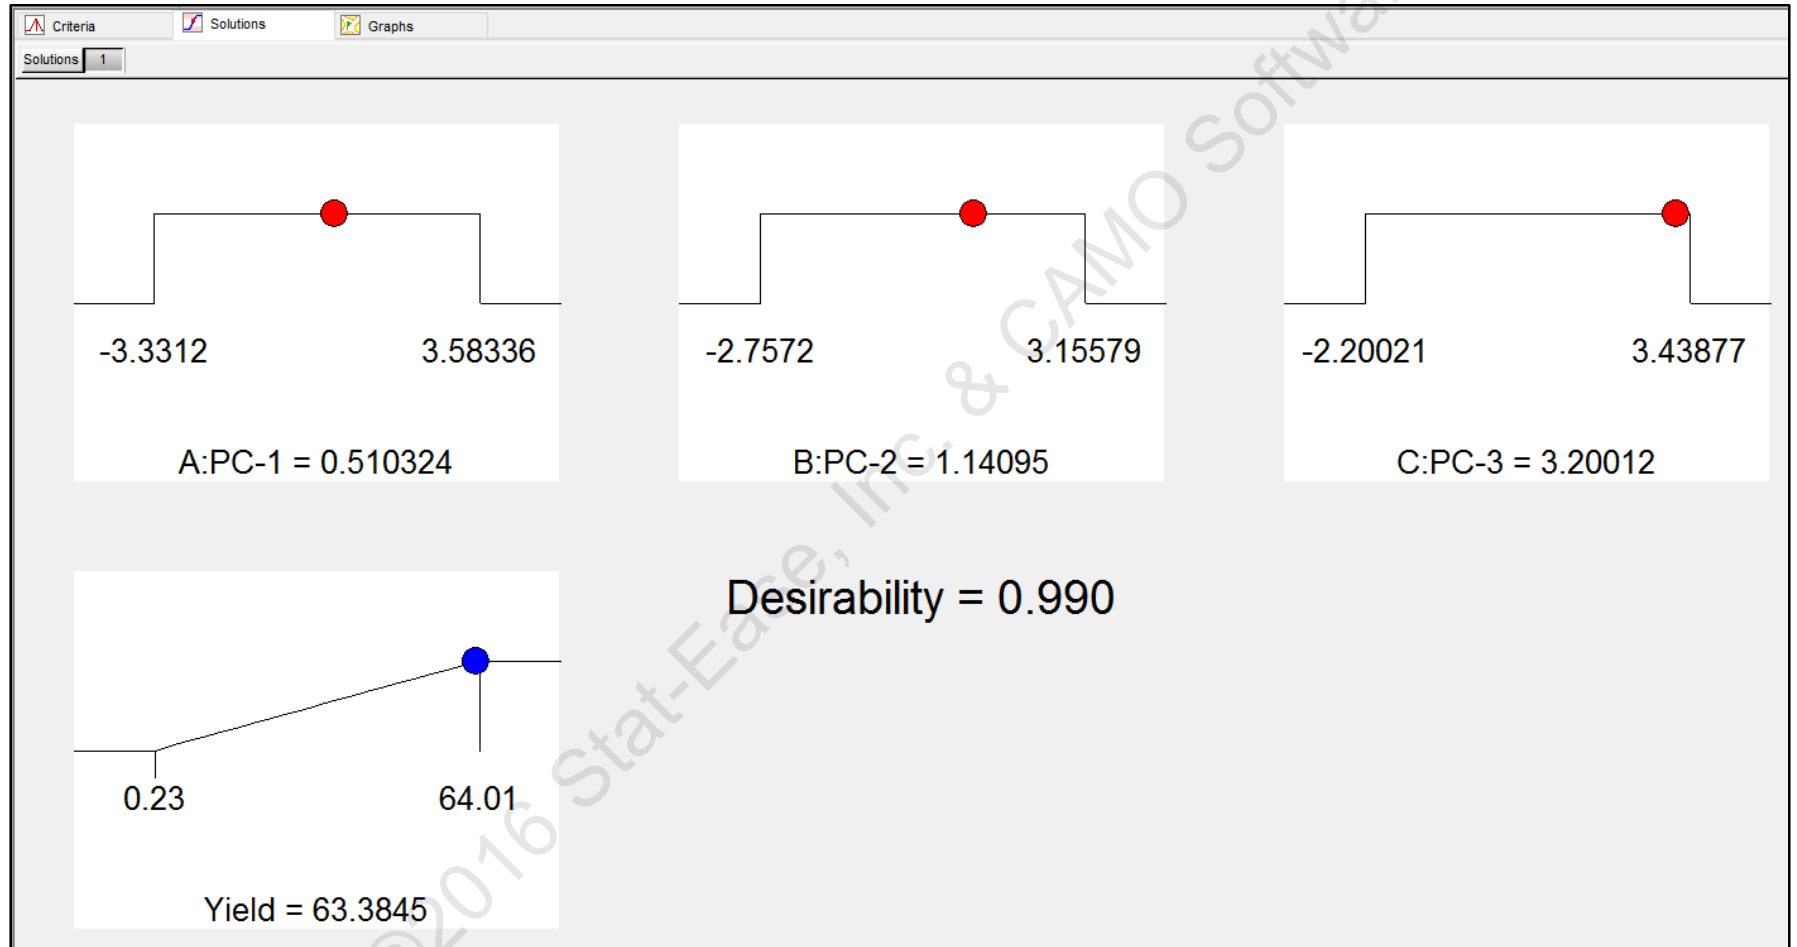 Criteria
Solutions
Graphs
Solutions 1
-3.3312 3.58336
A:PC-1 = 0.510324
-2.7572 3.15579
B:PC-2 = 1.14095
-2.20021 3.43877
C:PC-3 = 3.20012
0.23 64.01
Yield = 63.3845
Desirability = 0.990
©2016 Stat-Ease, Inc. & CAMO Software